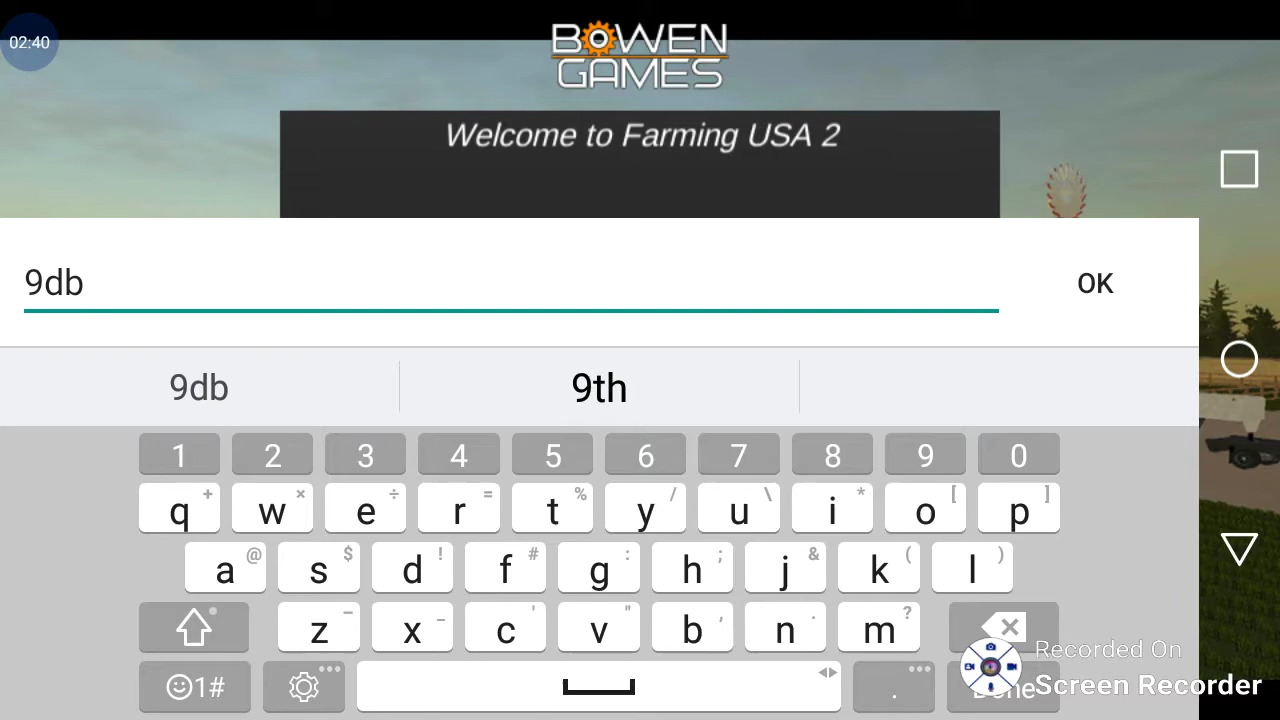 02:40
BOWEN
GAMES
Welcome to Farming USA 2
9db
OK
9db 9th
1 2 3 4 5 6 7 8 9 0
q + w × e ÷ r = t % y / u \ i * o [ p ]
a @ s $ d ! f # g : h ; j & k ( l )
z – x - c ' v " b , n . m ?
1# . Done
Recorded On
Screen Recorder